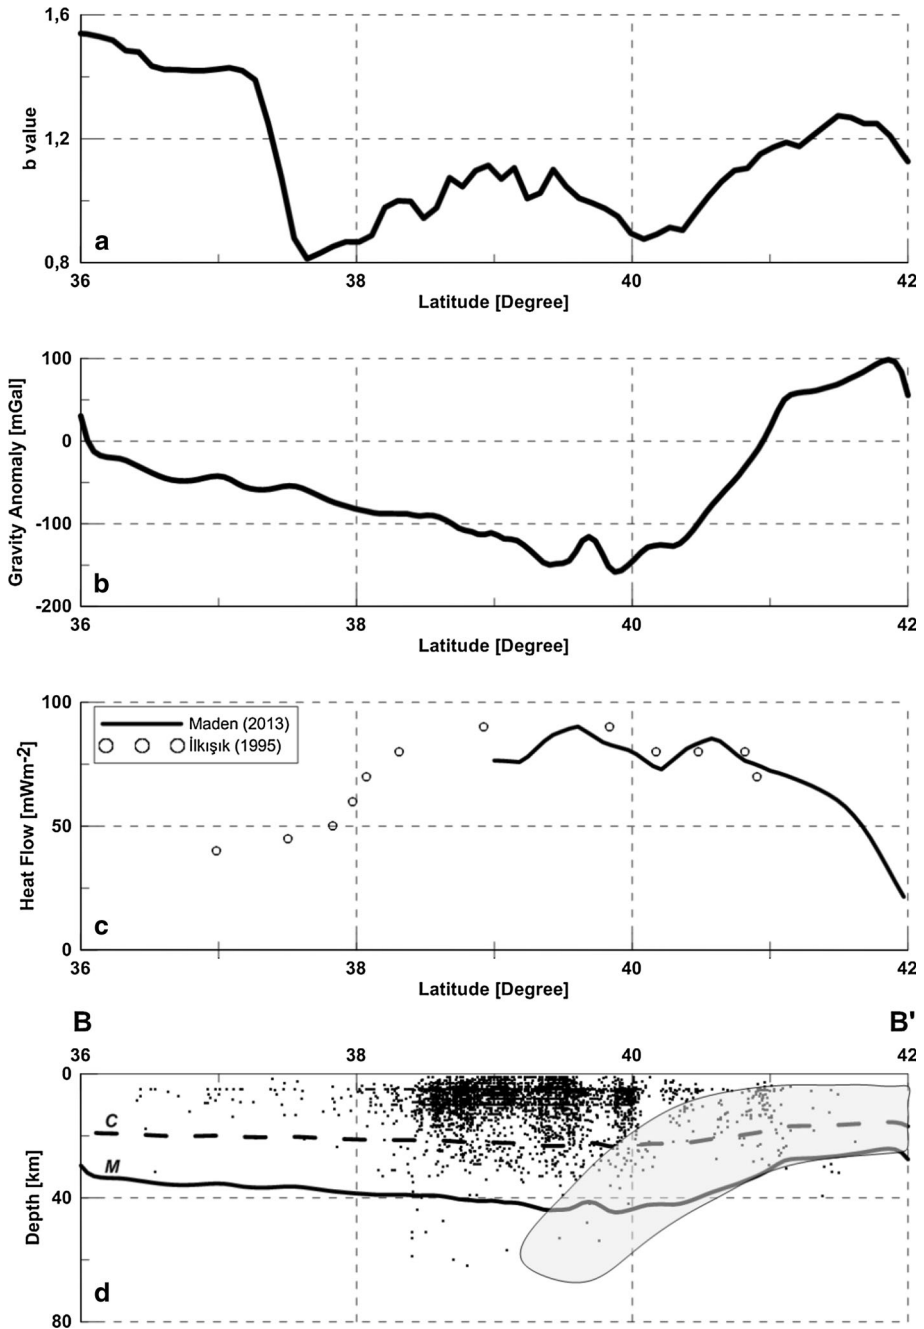 1,6
1,2
0,8
b value
a
36
38
40
42
Latitude [Degree]
100
0
-100
-200
Gravity Anomaly [mGal]
b
36
38
40
42
Latitude [Degree]
100
50
0
Heat Flow [mWm-2]
Maden (2013)
İlkışık (1995)
c
36
38
40
42
Latitude [Degree]
B
B'
36
38
40
42
0
40
80
Depth [km]
C
M
d